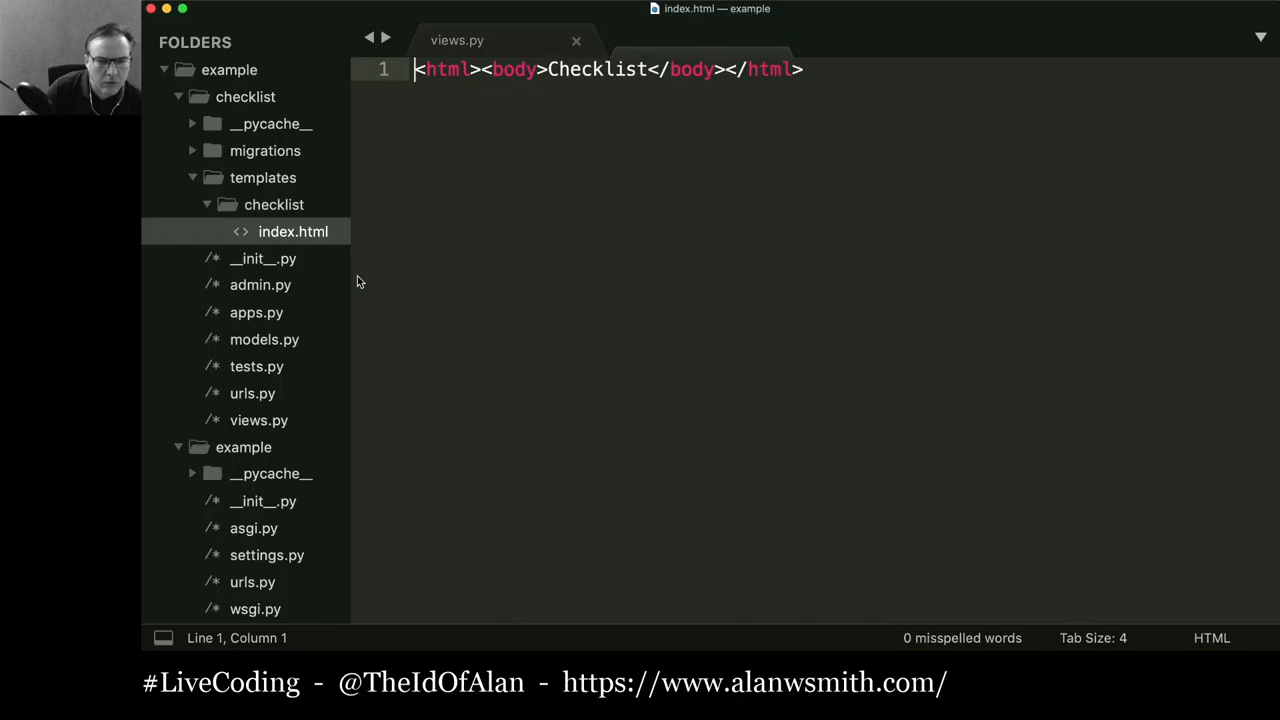 index.html — example
FOLDERS
example
checklist
__pycache__
migrations
templates
checklist
index.html
__init__.py
admin.py
apps.py
models.py
tests.py
urls.py
views.py
example
__pycache__
__init__.py
asgi.py
settings.py
urls.py
wsgi.py
views.py
1 <html><body>Checklist</body></html>
Line 1, Column 1
0 misspelled words
Tab Size: 4
HTML
#LiveCoding - @TheIdOfAlan - https://www.alanwsmith.com/